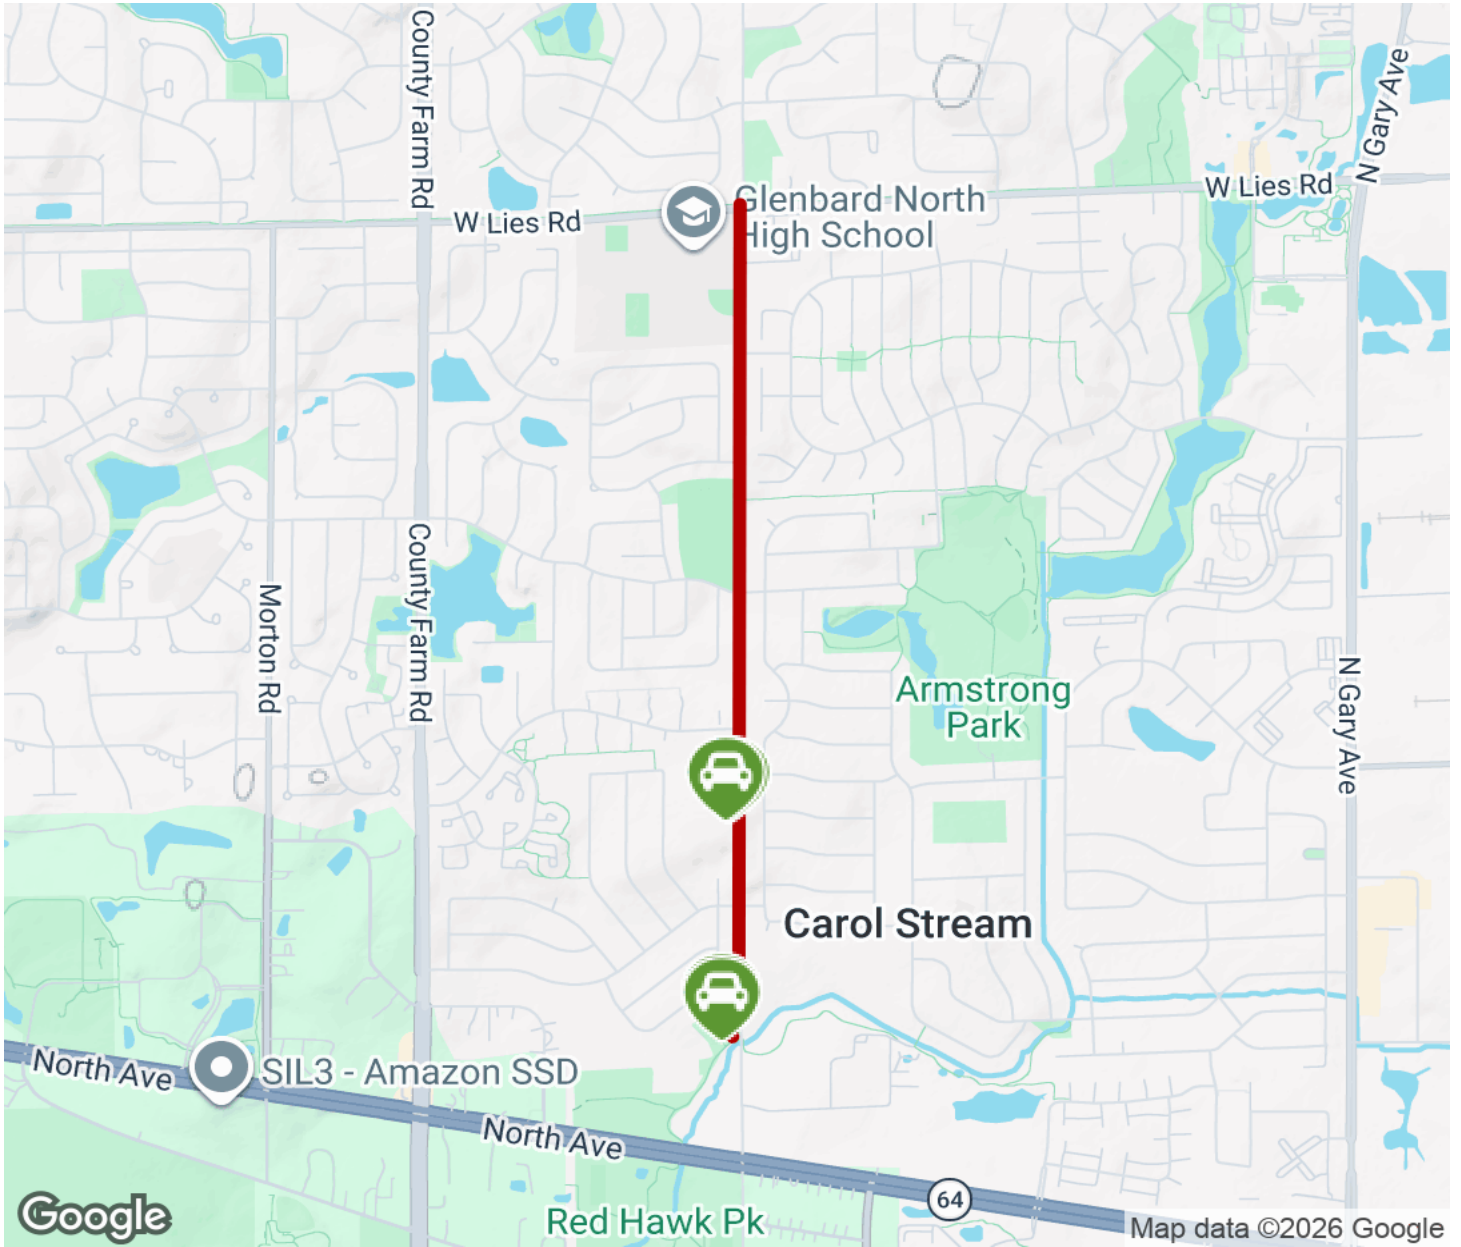 County Farm Rd
N Gary Ave
W Lies Rd
Glenbard North
High School
W Lies Rd
County Farm Rd
Morton Rd
Armstrong
Park
N Gary Ave
Carol Stream
North Ave
SIL3 - Amazon SSD
North Ave
64
Red Hawk Pk
Google
Map data ©2026 Google